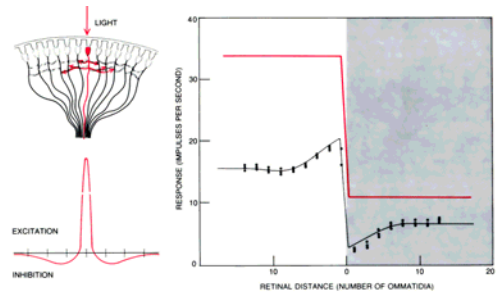 LIGHT
EXCITATION
INHIBITION
RESPONSE (IMPULSES PER SECOND)
40
30
20
10
0
10
0
10
20
RETINAL DISTANCE (NUMBER OF OMMATIDIA)